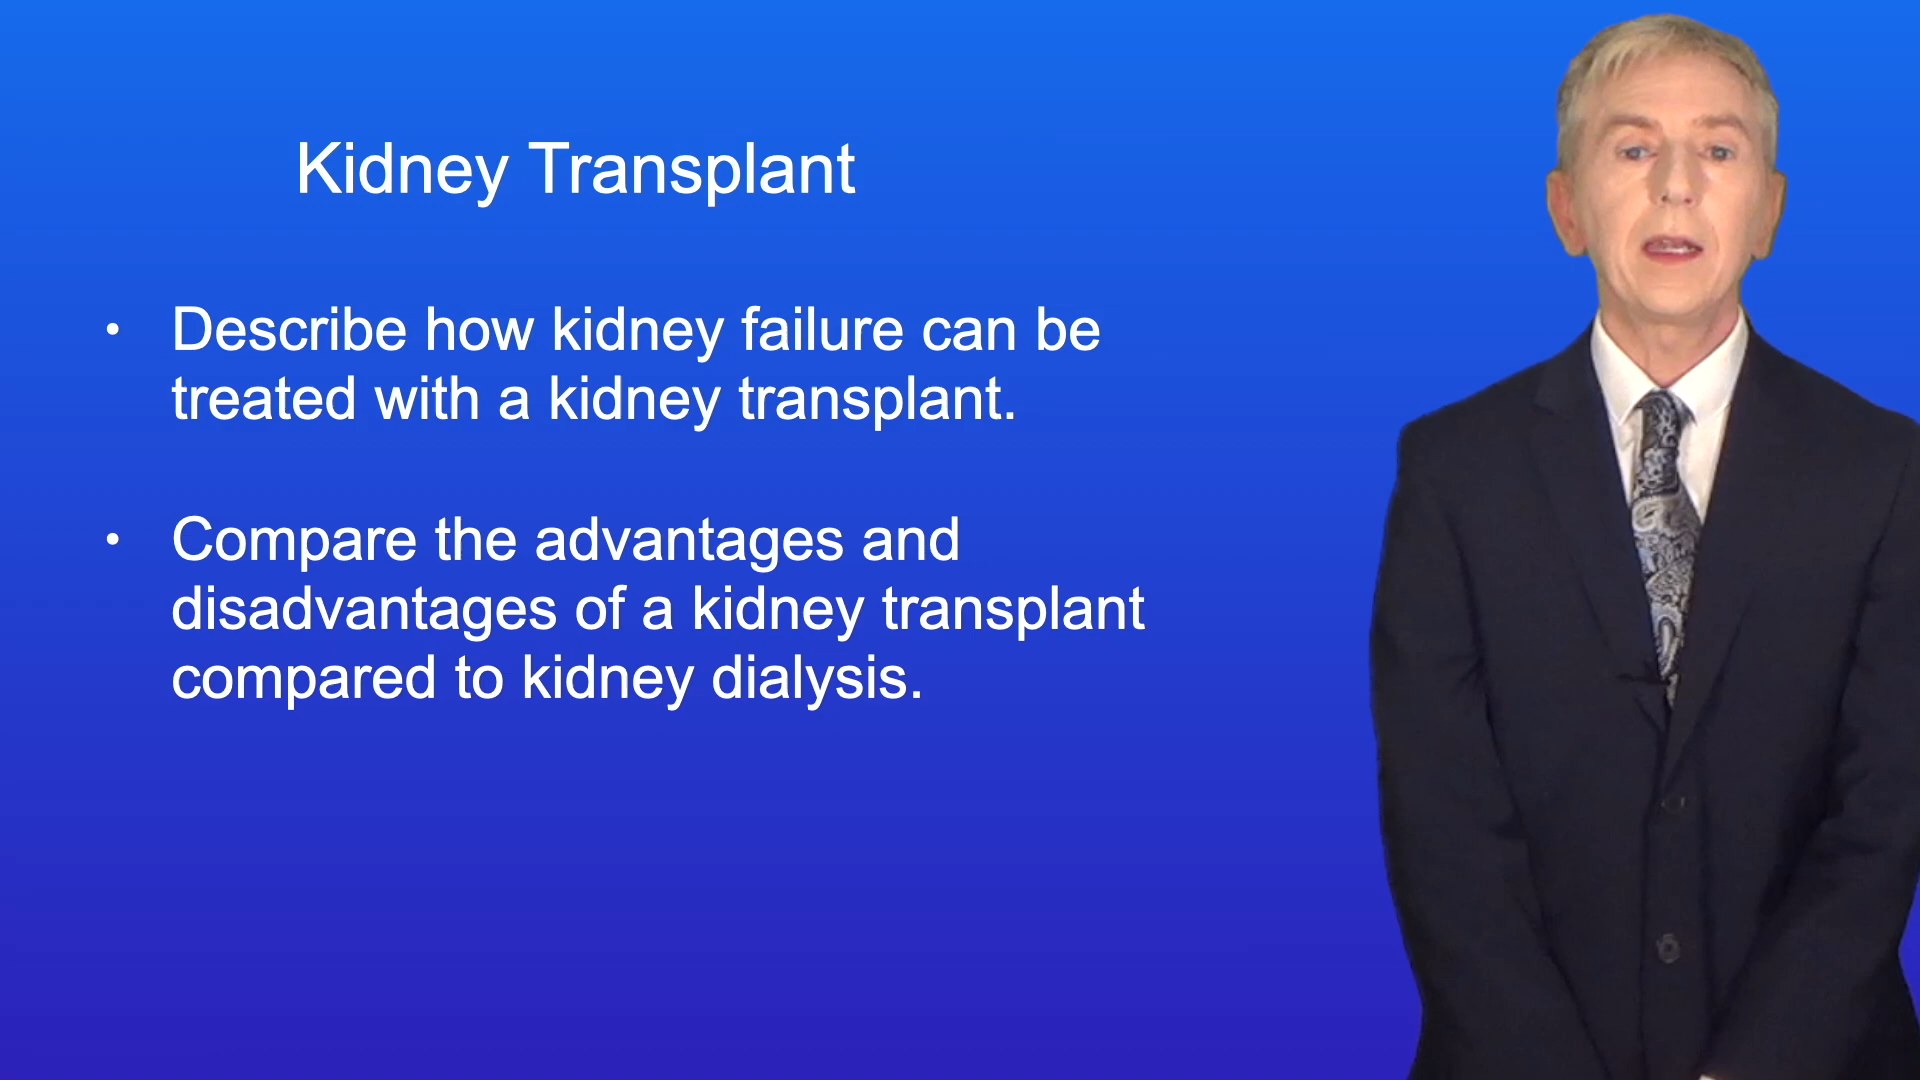 Kidney Transplant
• Describe how kidney failure can be
treated with a kidney transplant.
• Compare the advantages and
disadvantages of a kidney transplant
compared to kidney dialysis.